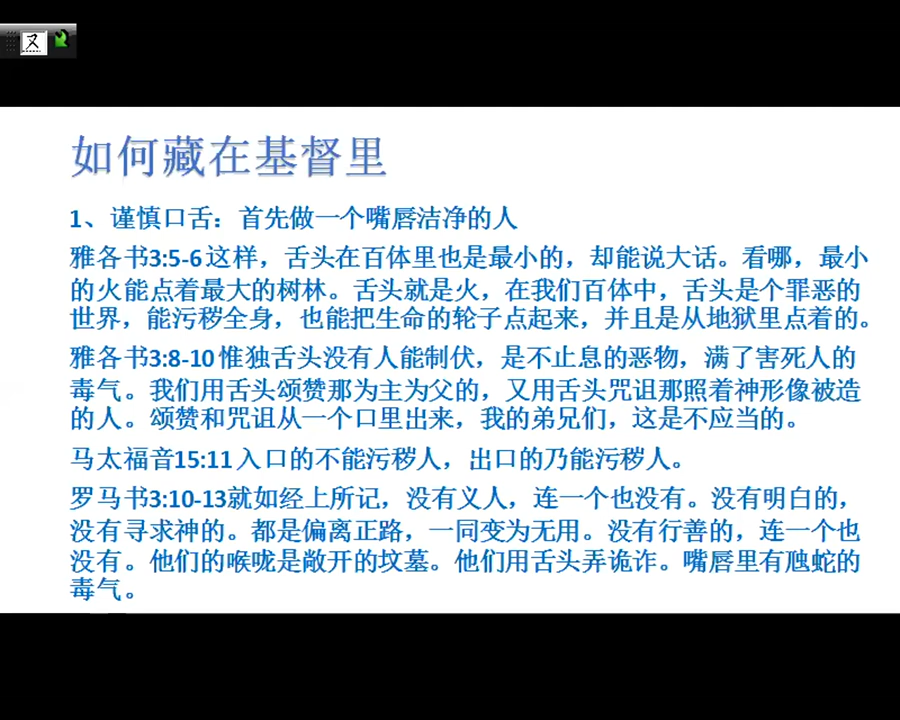 又
如何藏在基督里
1、谨慎口舌：首先做一个嘴唇洁净的人
雅各书3:5-6 这样，舌头在百体里也是最小的，却能说大话。看哪，最小
的火能点着最大的树林。舌头就是火，在我们百体中，舌头是个罪恶的
世界，能污秽全身，也能把生命的轮子点起来，并且是从地狱里点着的。
雅各书3:8-10 惟独舌头没有人能制伏，是不止息的恶物，满了害死人的
毒气。我们用舌头颂赞那为主为父的，又用舌头咒诅那照着神形像被造
的人。颂赞和咒诅从一个口里出来，我的弟兄们，这是不应当的。
马太福音15:11 入口的不能污秽人，出口的乃能污秽人。
罗马书3:10-13就如经上所记，没有义人，连一个也没有。没有明白的，
没有寻求神的。都是偏离正路，一同变为无用。没有行善的，连一个也
没有。他们的喉咙是敞开的坟墓。他们用舌头弄诡诈。嘴唇里有虺蛇的
毒气。